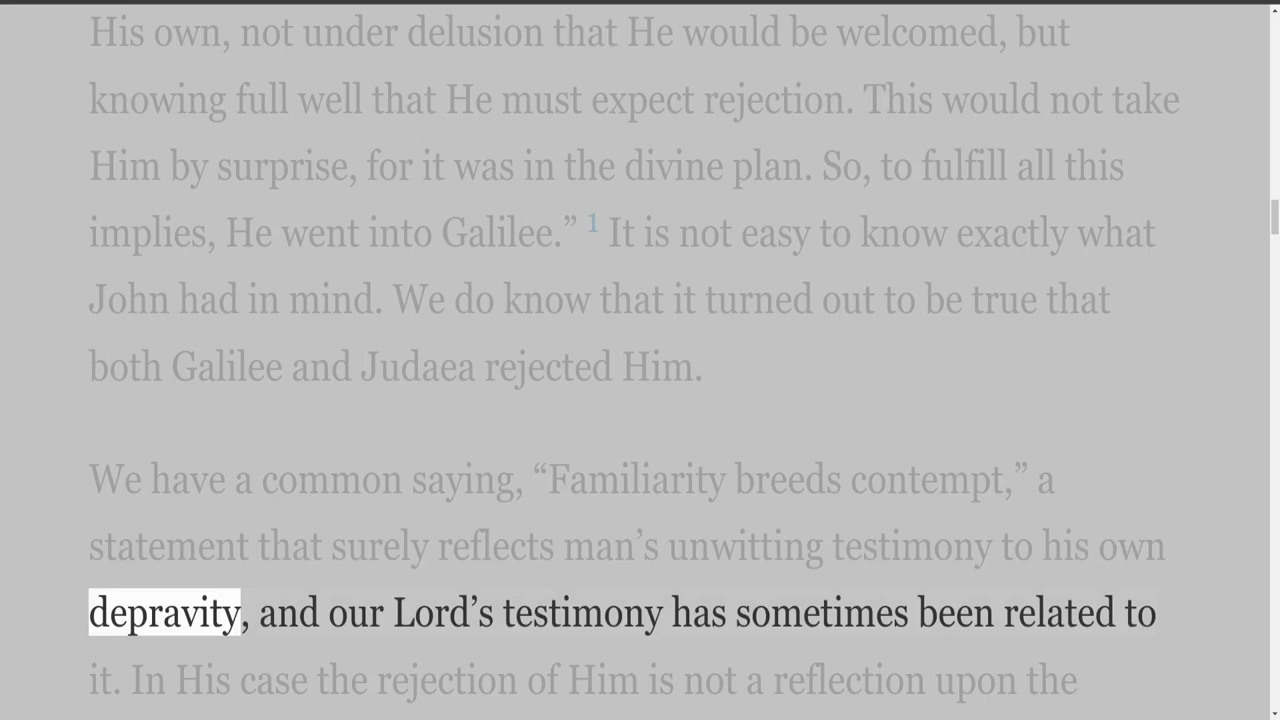 His own, not under delusion that He would be welcomed, but
knowing full well that He must expect rejection. This would not take
Him by surprise, for it was in the divine plan. So, to fulfill all this
implies, He went into Galilee.” 1 It is not easy to know exactly what
John had in mind. We do know that it turned out to be true that
both Galilee and Judaea rejected Him.
We have a common saying, “Familiarity breeds contempt,” a
statement that surely reflects man’s unwitting testimony to his own
depravity, and our Lord’s testimony has sometimes been related to
it. In His case the rejection of Him is not a reflection upon the